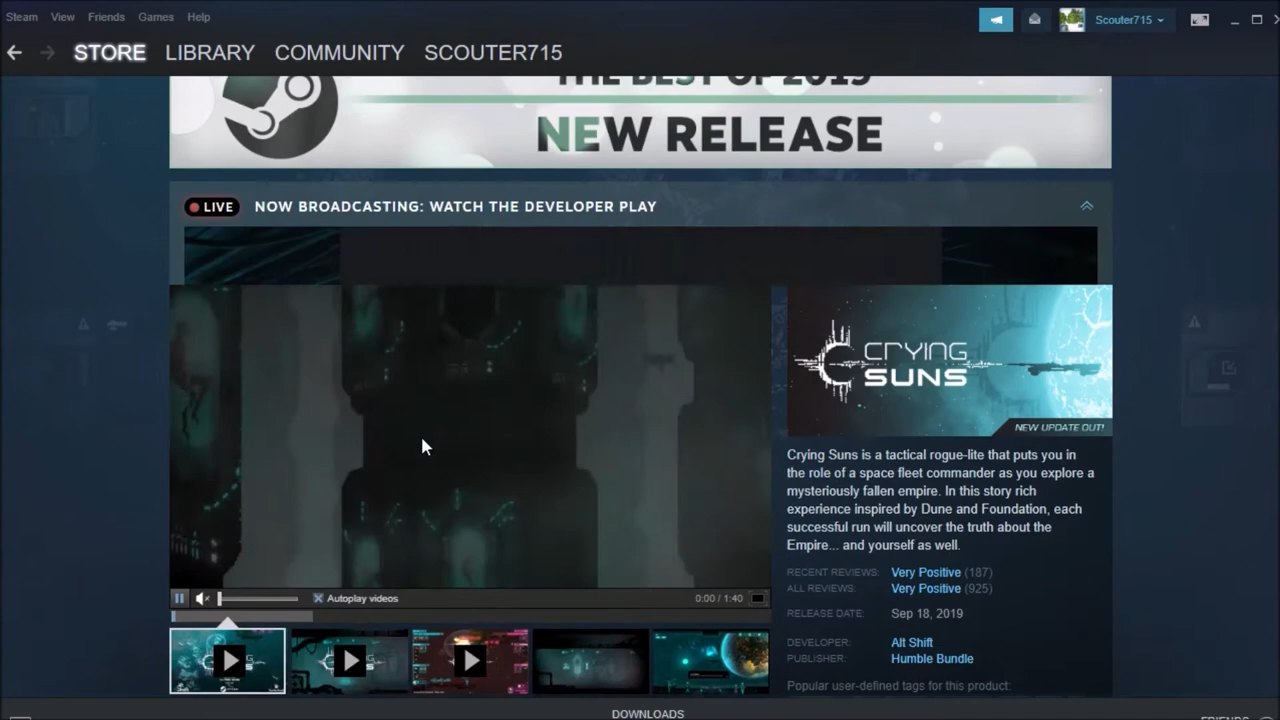 Steam View Friends Games Help
Scouter715
STORE LIBRARY COMMUNITY SCOUTER715
THE BEST OF 2019
NEW RELEASE
LIVE NOW BROADCASTING: WATCH THE DEVELOPER PLAY
CRYING
SUNS
NEW UPDATE OUT!
Crying Suns is a tactical rogue-lite that puts you in
the role of a space fleet commander as you explore a
mysteriously fallen empire. In this story rich
experience inspired by Dune and Foundation, each
successful run will uncover the truth about the
Empire... and yourself as well.
RECENT REVIEWS: Very Positive (187)
ALL REVIEWS: Very Positive (925)
RELEASE DATE: Sep 18, 2019
DEVELOPER: Alt Shift
PUBLISHER: Humble Bundle
Popular user-defined tags for this product:
Autoplay videos
0:00 / 1:40
DOWNLOADS
FRIENDS